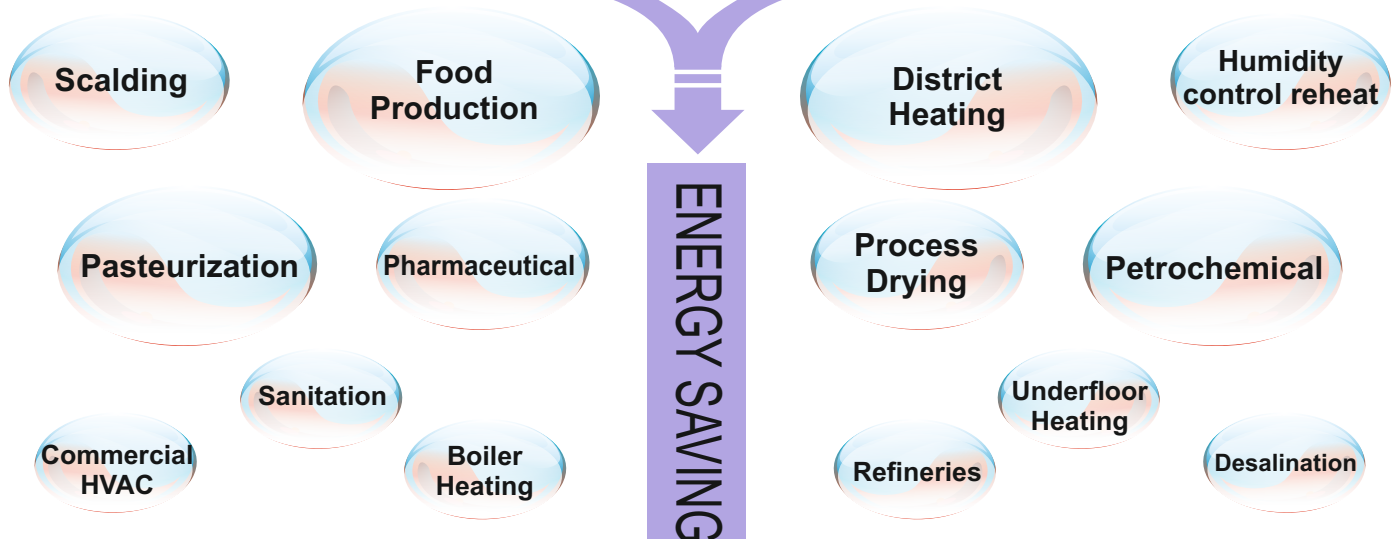 Scalding
Food
Production
District
Heating
Humidity
control reheat
Pasteurization
Pharmaceutical
ENERGY SAVING
Process
Drying
Petrochemical
Sanitation
Underfloor
Heating
Commercial
HVAC
Boiler
Heating
Refineries
Desalination